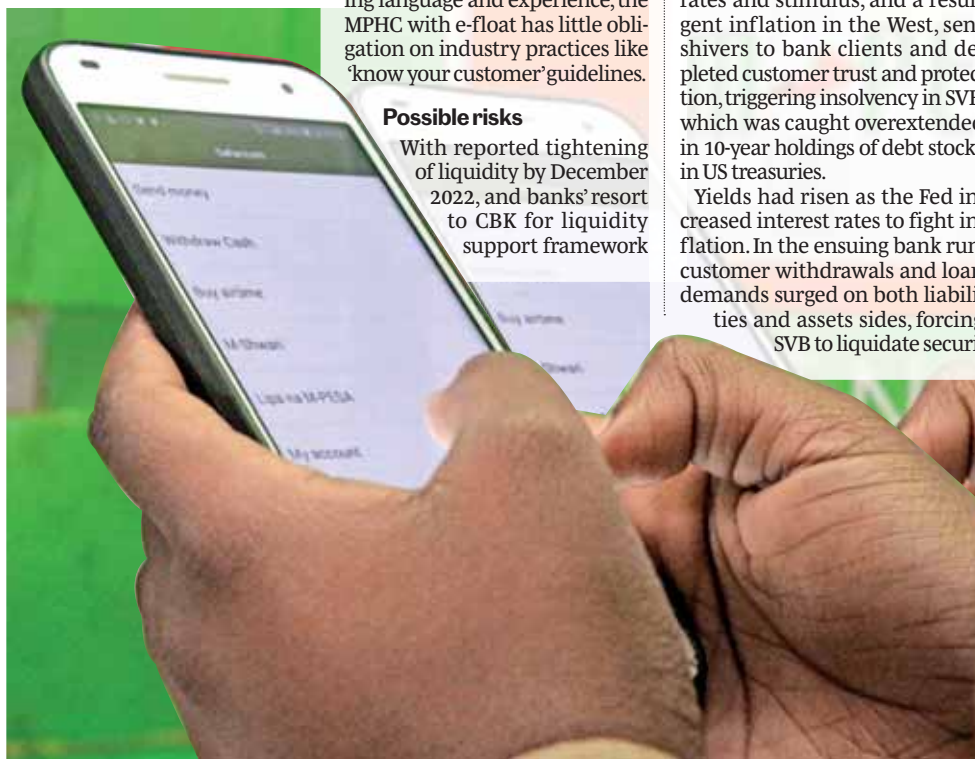 ing language and experience, the
MPHC with e-float has little obli-
gation on industry practices like
‘know your customer’ guidelines.
Possible risks
With reported tightening
of liquidity by December
2022, and banks’ resort
to CBK for liquidity
support framework
rates and stimulus, and a resu
gent inflation in the West, sen
shivers to bank clients and de
pleted customer trust and protec
tion, triggering insolvency in SVB
which was caught overextended
in 10-year holdings of debt stock
in US treasuries.
Yields had risen as the Fed in
creased interest rates to fight in
flation. In the ensuing bank run
customer withdrawals and loan
demands surged on both liabili
ties and assets sides, forcing
SVB to liquidate securi
Safaricom
Send money
Withdraw Cash
Buy airtime
M-Shwari
Lipa na M-PESA
My account
Buy airtime
Shwari